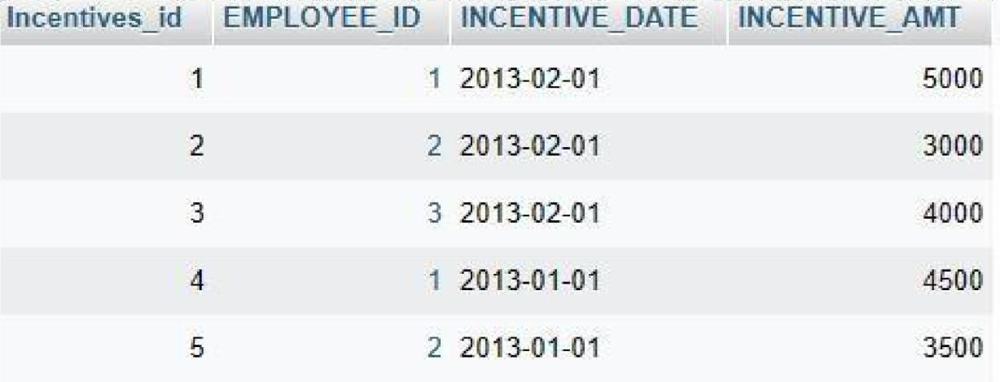 Incentives_id EMPLOYEE_ID INCENTIVE_DATE INCENTIVE_AMT
1 1 2013-02-01 5000
2 2 2013-02-01 3000
3 3 2013-02-01 4000
4 1 2013-01-01 4500
5 2 2013-01-01 3500